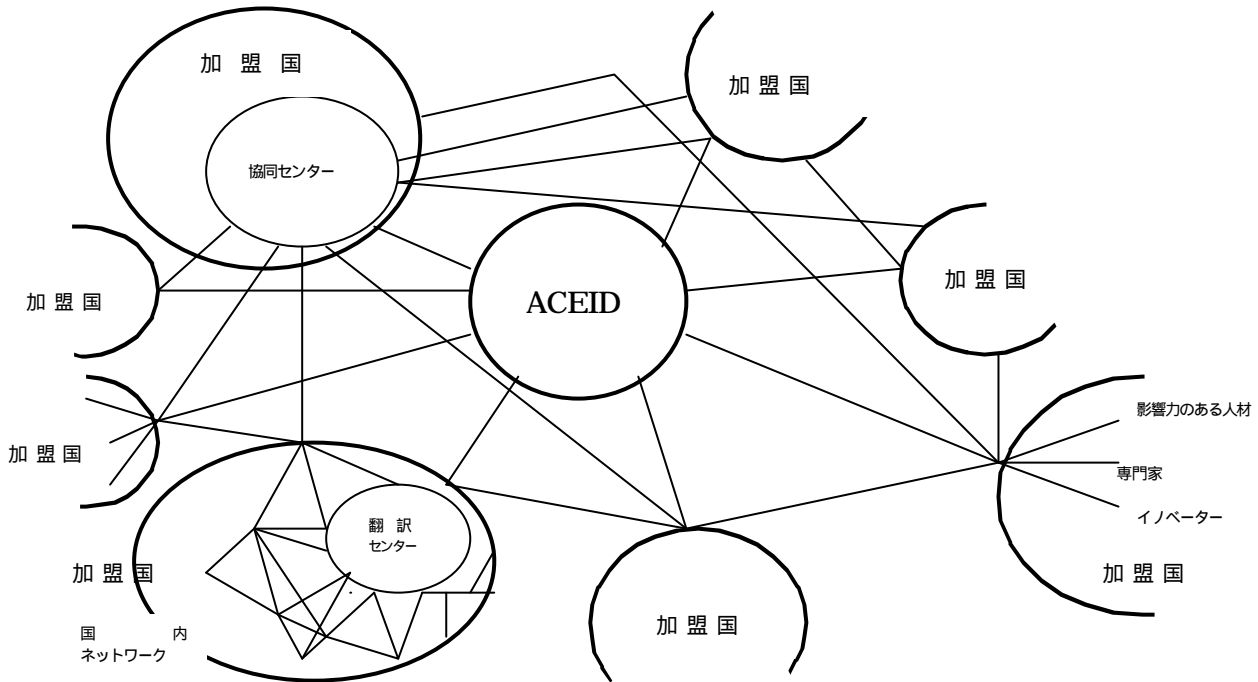 加 盟 国
加 盟 国
協同センター
加 盟 国
加 盟 国
ACEID
影響力のある人材
加 盟 国
専門家
イノベーター
翻 訳
センター
加 盟 国
加 盟 国
加 盟 国
国 内
ネットワーク